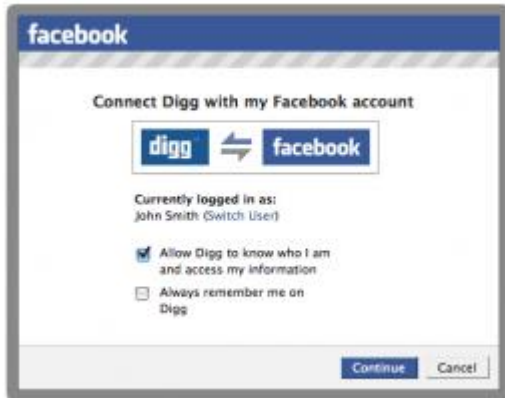 facebook
Connect Digg with my Facebook account
digg facebook
Currently logged in as:
John Smith (Switch User)
Allow Digg to know who I am
and access my information
Always remember me on
Digg
Continue Cancel